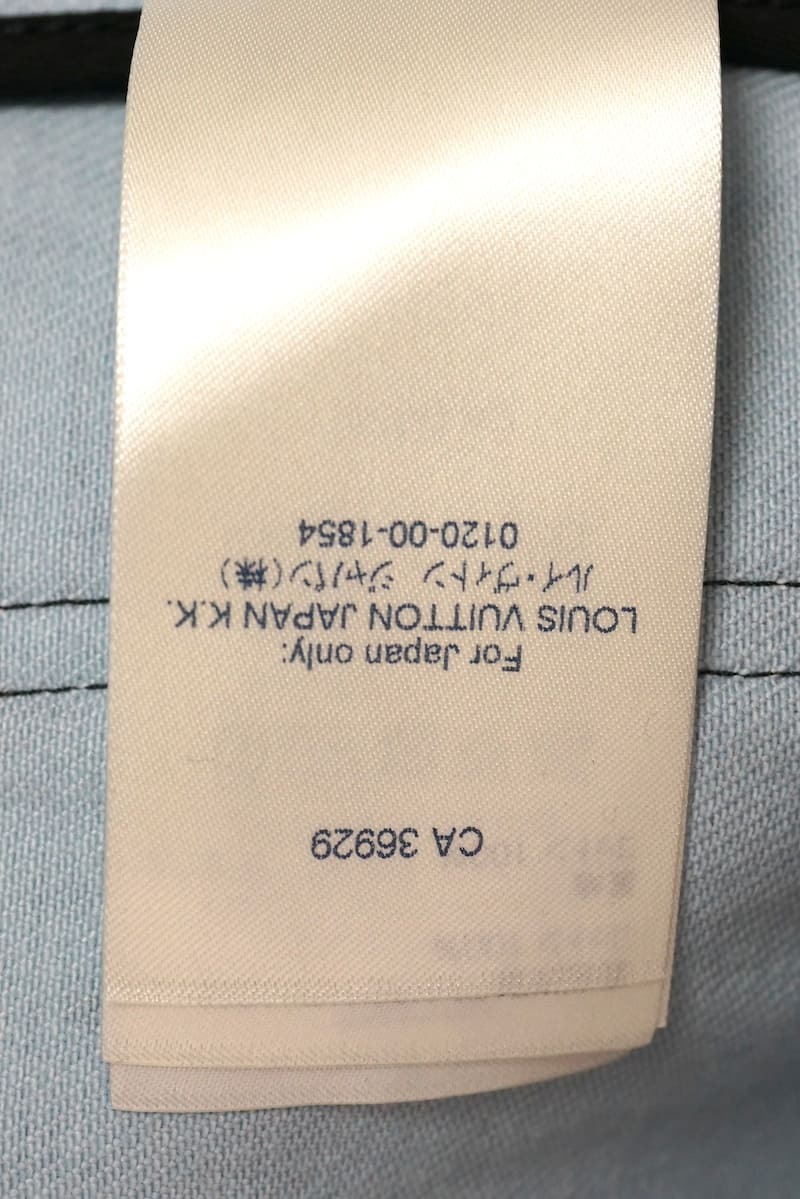 CA 36929
For Japan only:
LOUIS VUITTON JAPAN K.K.
ルイ・ヴィトン ジャパン(株)
0120-00-1854